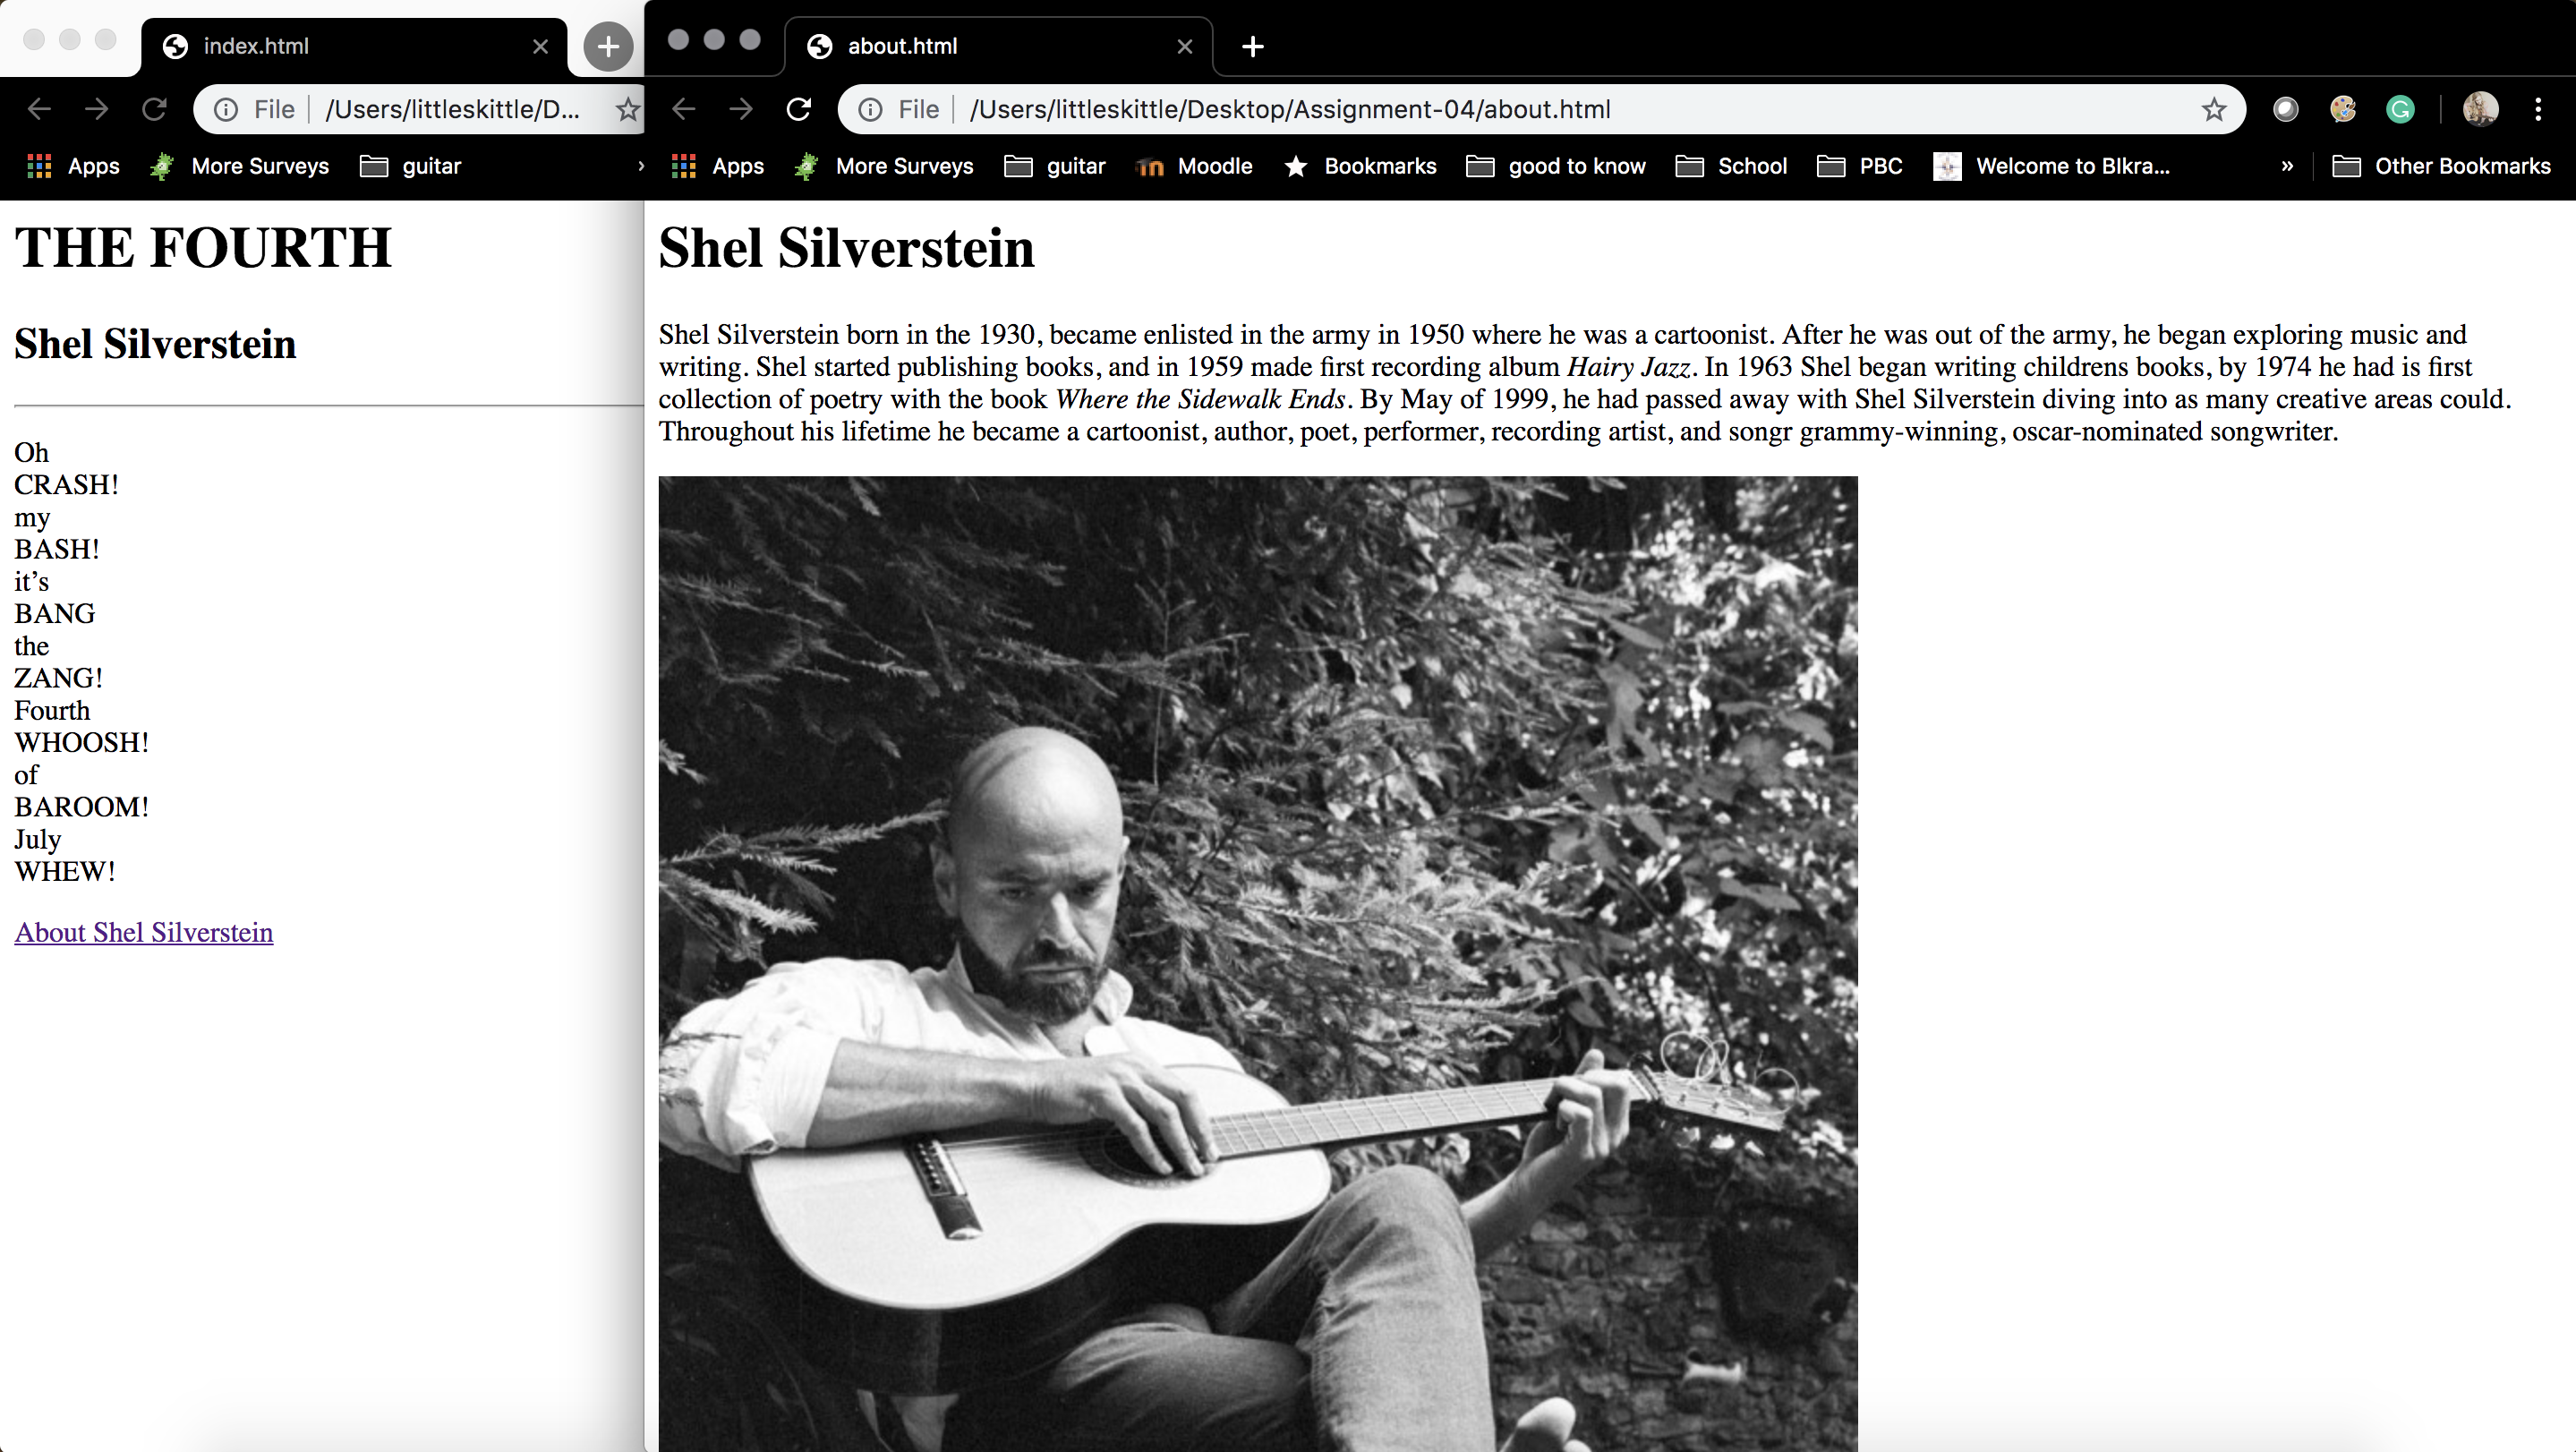 index.html
File
/Users/littleskittle/D...
Apps
More Surveys
guitar
THE FOURTH
Shel Silverstein
Oh
CRASH!
my
BASH!
it’s
BANG
the
ZANG!
Fourth
WHOOSH!
of
BAROOM!
July
WHEW!
About Shel Silverstein
about.html
File
/Users/littleskittle/Desktop/Assignment-04/about.html
Apps
More Surveys
guitar
Moodle
Bookmarks
good to know
School
PBC
Welcome to Blkra...
Other Bookmarks
Shel Silverstein
Shel Silverstein born in the 1930, became enlisted in the army in 1950 where he was a cartoonist. After he was out of the army, he began exploring music and
writing. Shel started publishing books, and in 1959 made first recording album Hairy Jazz. In 1963 Shel began writing childrens books, by 1974 he had is first
collection of poetry with the book Where the Sidewalk Ends. By May of 1999, he had passed away with Shel Silverstein diving into as many creative areas could.
Throughout his lifetime he became a cartoonist, author, poet, performer, recording artist, and songr grammy-winning, oscar-nominated songwriter.